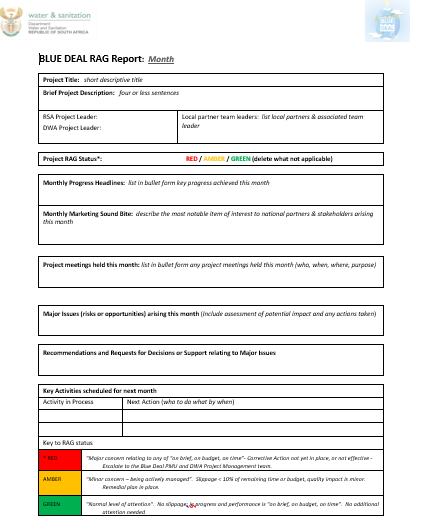 water & sanitation
Department:
Water and Sanitation
REPUBLIC OF SOUTH AFRICA
BLUE DEAL RAG Report: Month
Project Title: short descriptive title
Brief Project Description: four or less sentences
RSA Project Leader:
DWA Project Leader:
Local partner team leaders: list local partners & associated team
leader
Project RAG Status*: RED / AMBER / GREEN (delete what not applicable)
Monthly Progress Headlines: list in bullet form key progress achieved this month
Monthly Marketing Sound Bite: describe the most notable item of interest to national partners & stakeholders arising
this month
Project meetings held this month: list in bullet form any project meetings held this month (who, when, where, purpose)
Major Issues (risks or opportunities) arising this month (Include assessment of potential impact and any actions taken)
Recommendations and Requests for Decisions or Support relating to Major Issues
Key Activities scheduled for next month
Activity in Process Next Action (who to do what by when)
Key to RAG status
* RED "Major concern relating to any of "on brief, on budget, on time"- Corrective Action not yet in place, or not effective -
Escalate to the Blue Deal PMU and DWA Project Management team.
AMBER "Minor concern – being actively managed". Slippage < 10% of remaining time or budget, quality impact is minor.
Remedial plan in place.
GREEN "Normal level of attention". No slippage, in progress and performance is "on brief, on budget, on time". No additional
attention needed